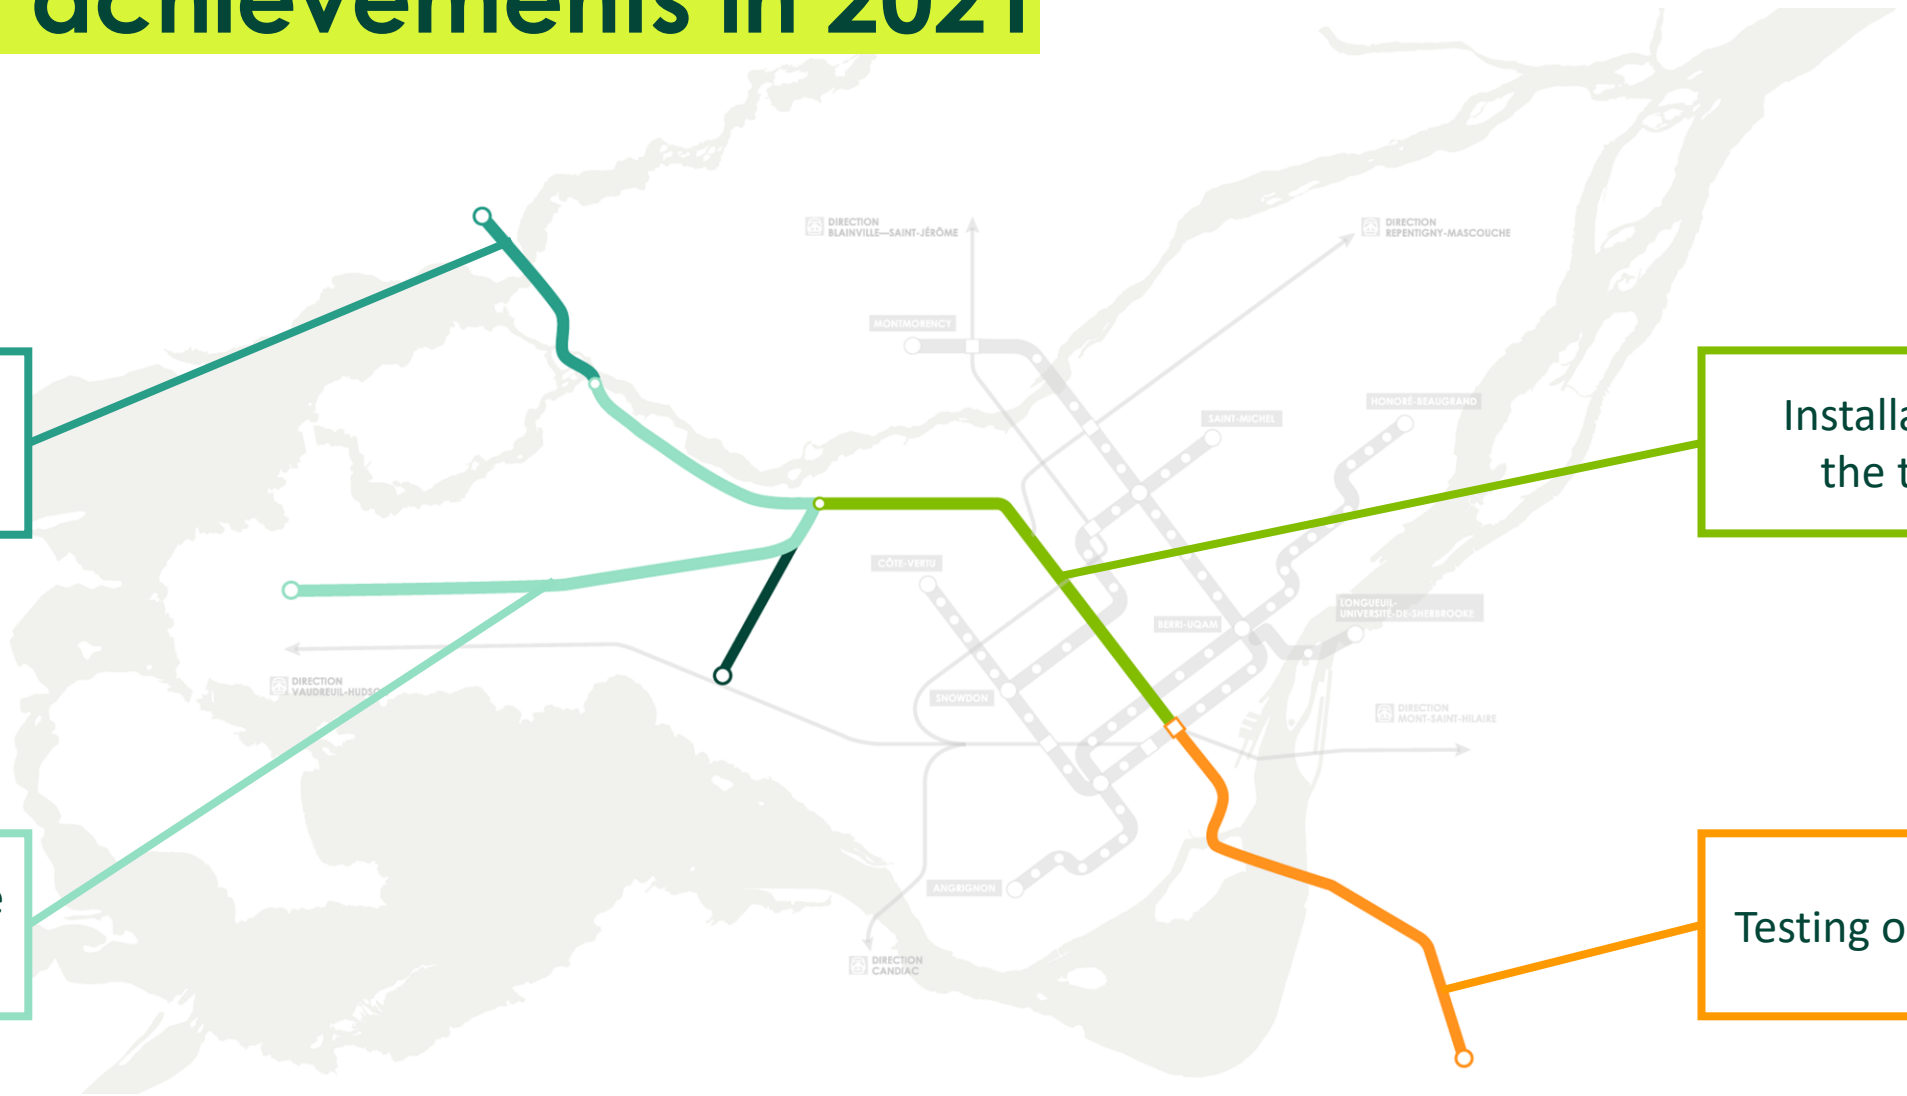 achievements in 2021
DIRECTION
BLAINVILLE—SAINT-JÉRÔME
DIRECTION
REPENTIGNY-MASCOUCHE
MONTMORENCY
HONORÉ-BEAUGRAND
SAINT-MICHEL
the
CÔTE-VERTU
LONGUEUIL-
UNIVERSITÉ-DE-SHERBROOKE
BERRI-UQAM
DIRECTION
SNOWDON
DIRECTION
MONT-SAINT-HILAIRE
ANGRIGNON
Testing
DIRECTION
CANDIAC